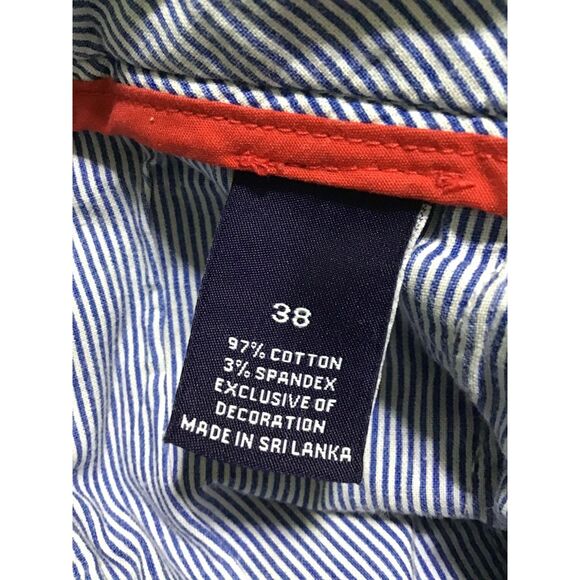 38
97% COTTON
3% SPANDEX
EXCLUSIVE OF
DECORATION
MADE IN SRI LANKA